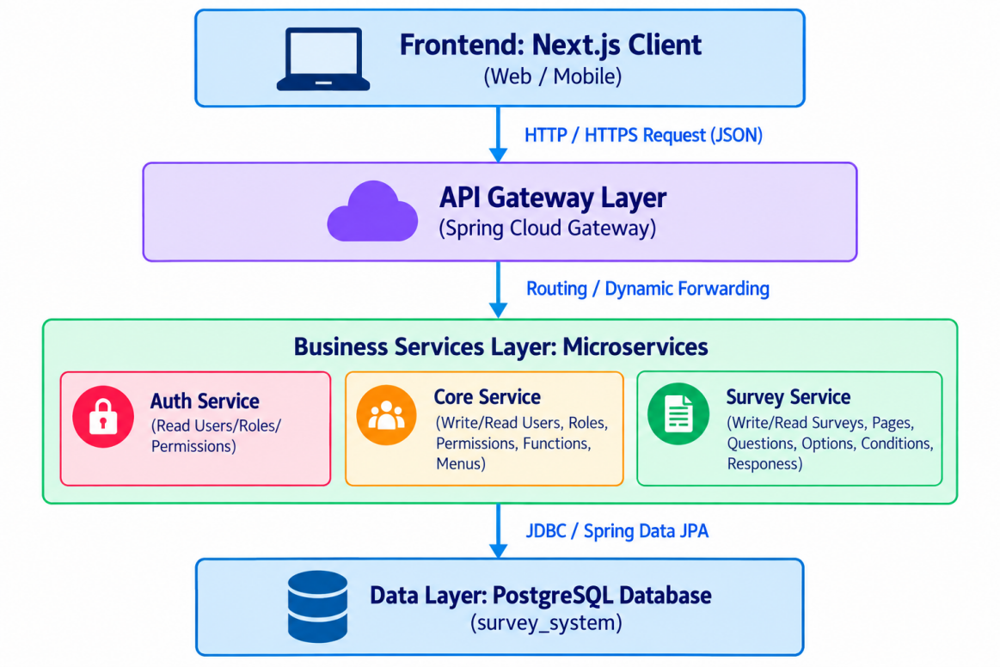 Frontend: Next.js Client
(Web / Mobile)
HTTP / HTTPS Request (JSON)
API Gateway Layer
(Spring Cloud Gateway)
Routing / Dynamic Forwarding
Business Services Layer: Microservices
Auth Service
(Read Users/Roles/
Permissions)
Core Service
(Write/Read Users, Roles,
Permissions, Functions,
Menus)
Survey Service
(Write/Read Surveys, Pages,
Questions, Options, Conditions,
Responess)
JDBC / Spring Data JPA
Data Layer: PostgreSQL Database
(survey_system)